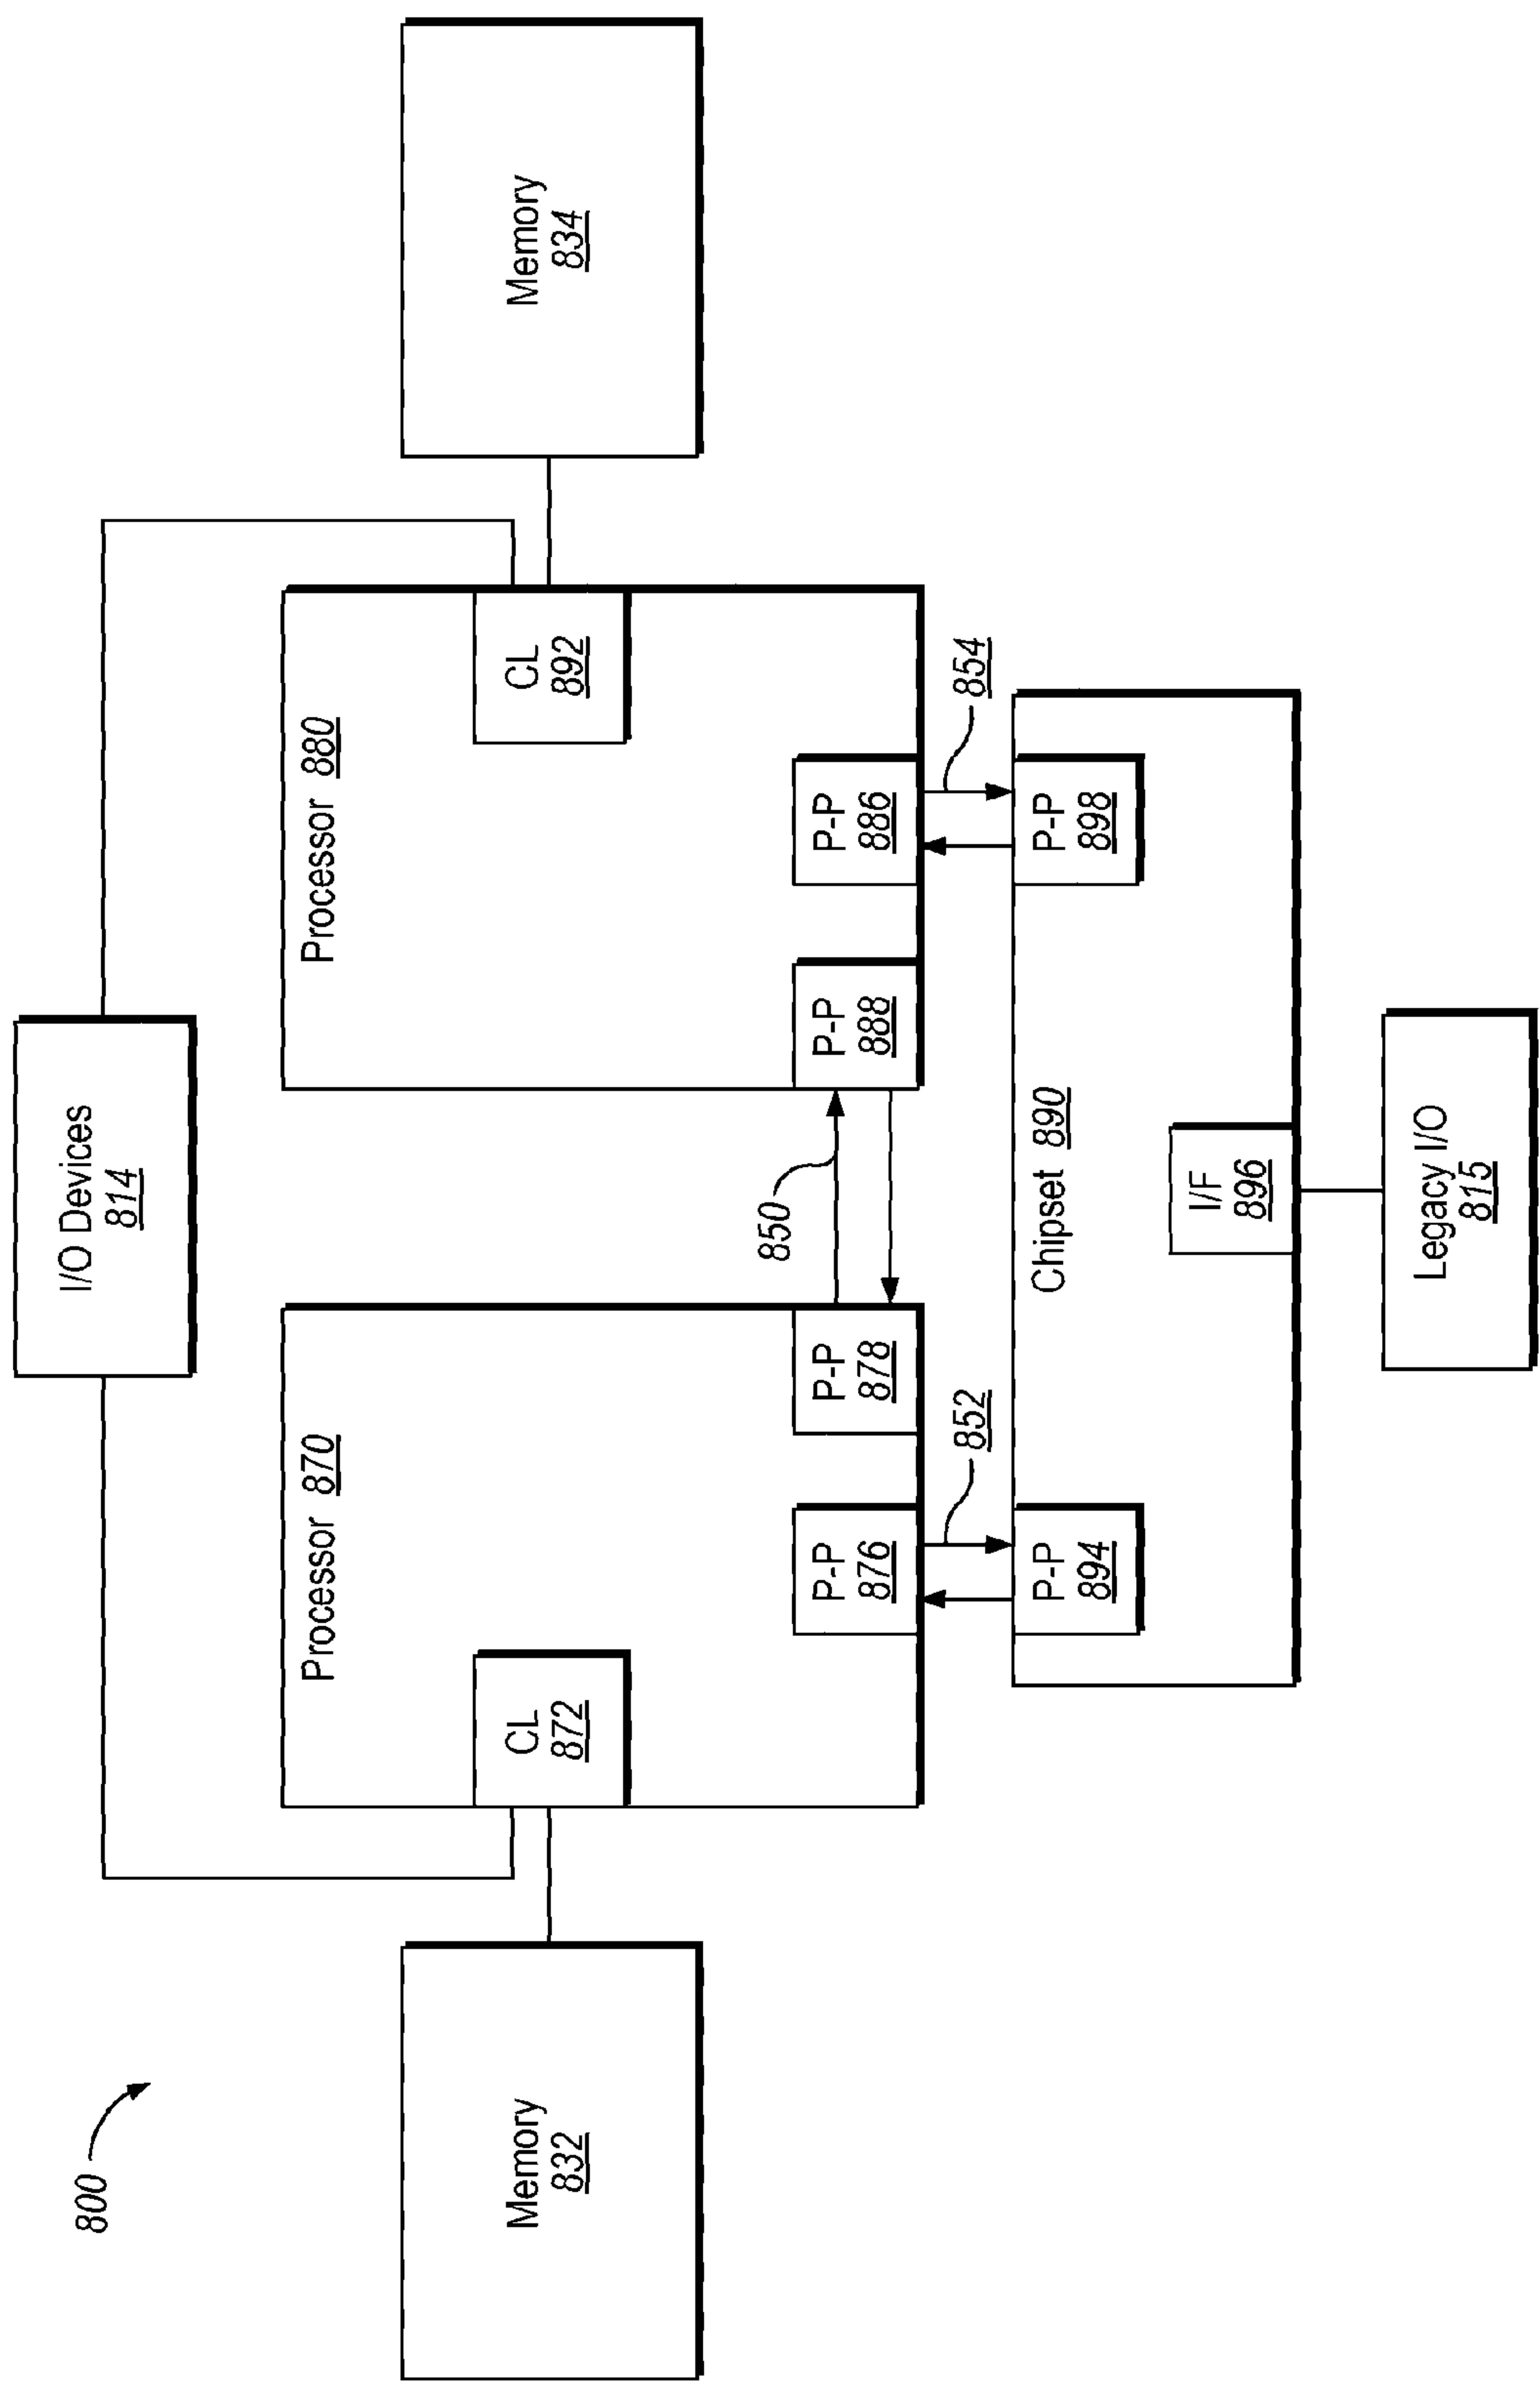 800
I/O Devices
814
Memory
832
Processor 870
CL
872
P-P
876
P-P
878
850
Processor 880
CL
892
P-P
888
P-P
886
Memory
834
852
854
Chipset 890
P-P
894
P-P
898
I/F
896
Legacy I/O
815